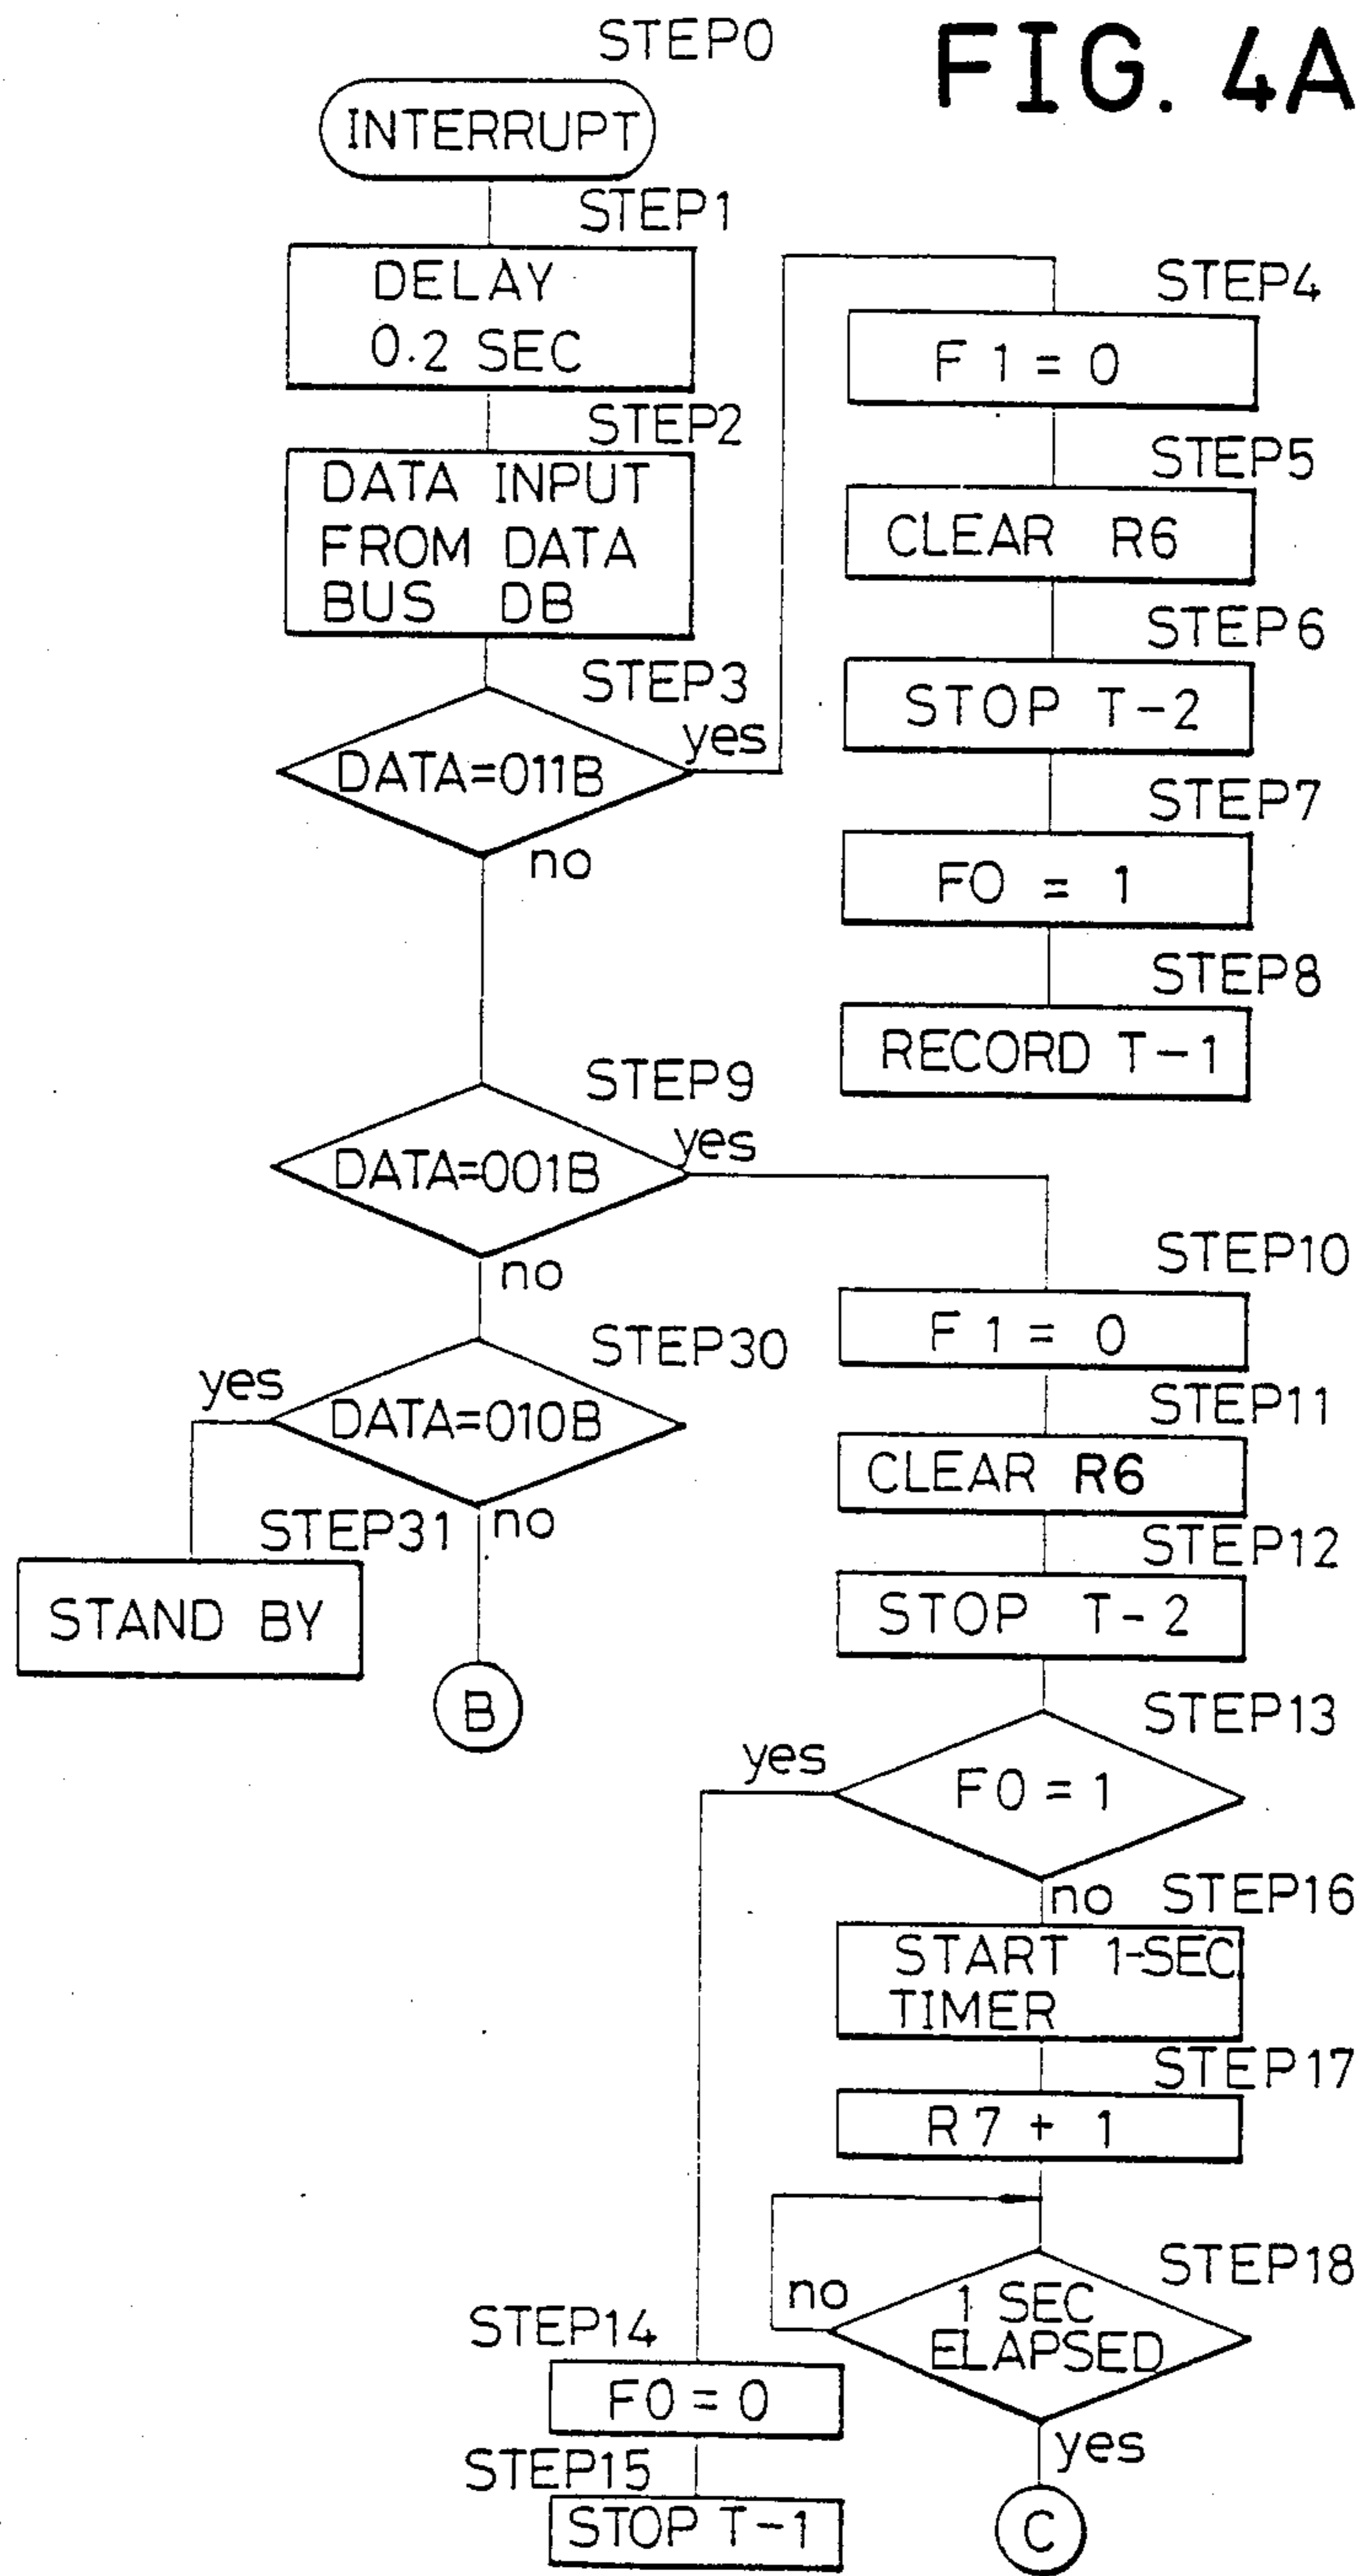 FIG. 4A
STEP0
INTERRUPT
STEP1
DELAY
0.2 SEC
STEP2
DATA INPUT
FROM DATA
BUS DB
STEP3
DATA=011B
yes
no
STEP4
F1 = 0
STEP5
CLEAR R6
STEP6
STOP T-2
STEP7
F0 = 1
STEP8
RECORD T-1
STEP9
DATA=001B
yes
no
STEP30
DATA=010B
yes
no
STEP31
STAND BY
B
STEP10
F1 = 0
STEP11
CLEAR R6
STEP12
STOP T-2
STEP13
F0 = 1
yes
no
STEP16
START 1-SEC.
TIMER
STEP17
R7 + 1
STEP18
1 SEC
ELAPSED
no
yes
C
STEP14
F0 = 0
STEP15
STOP T-1